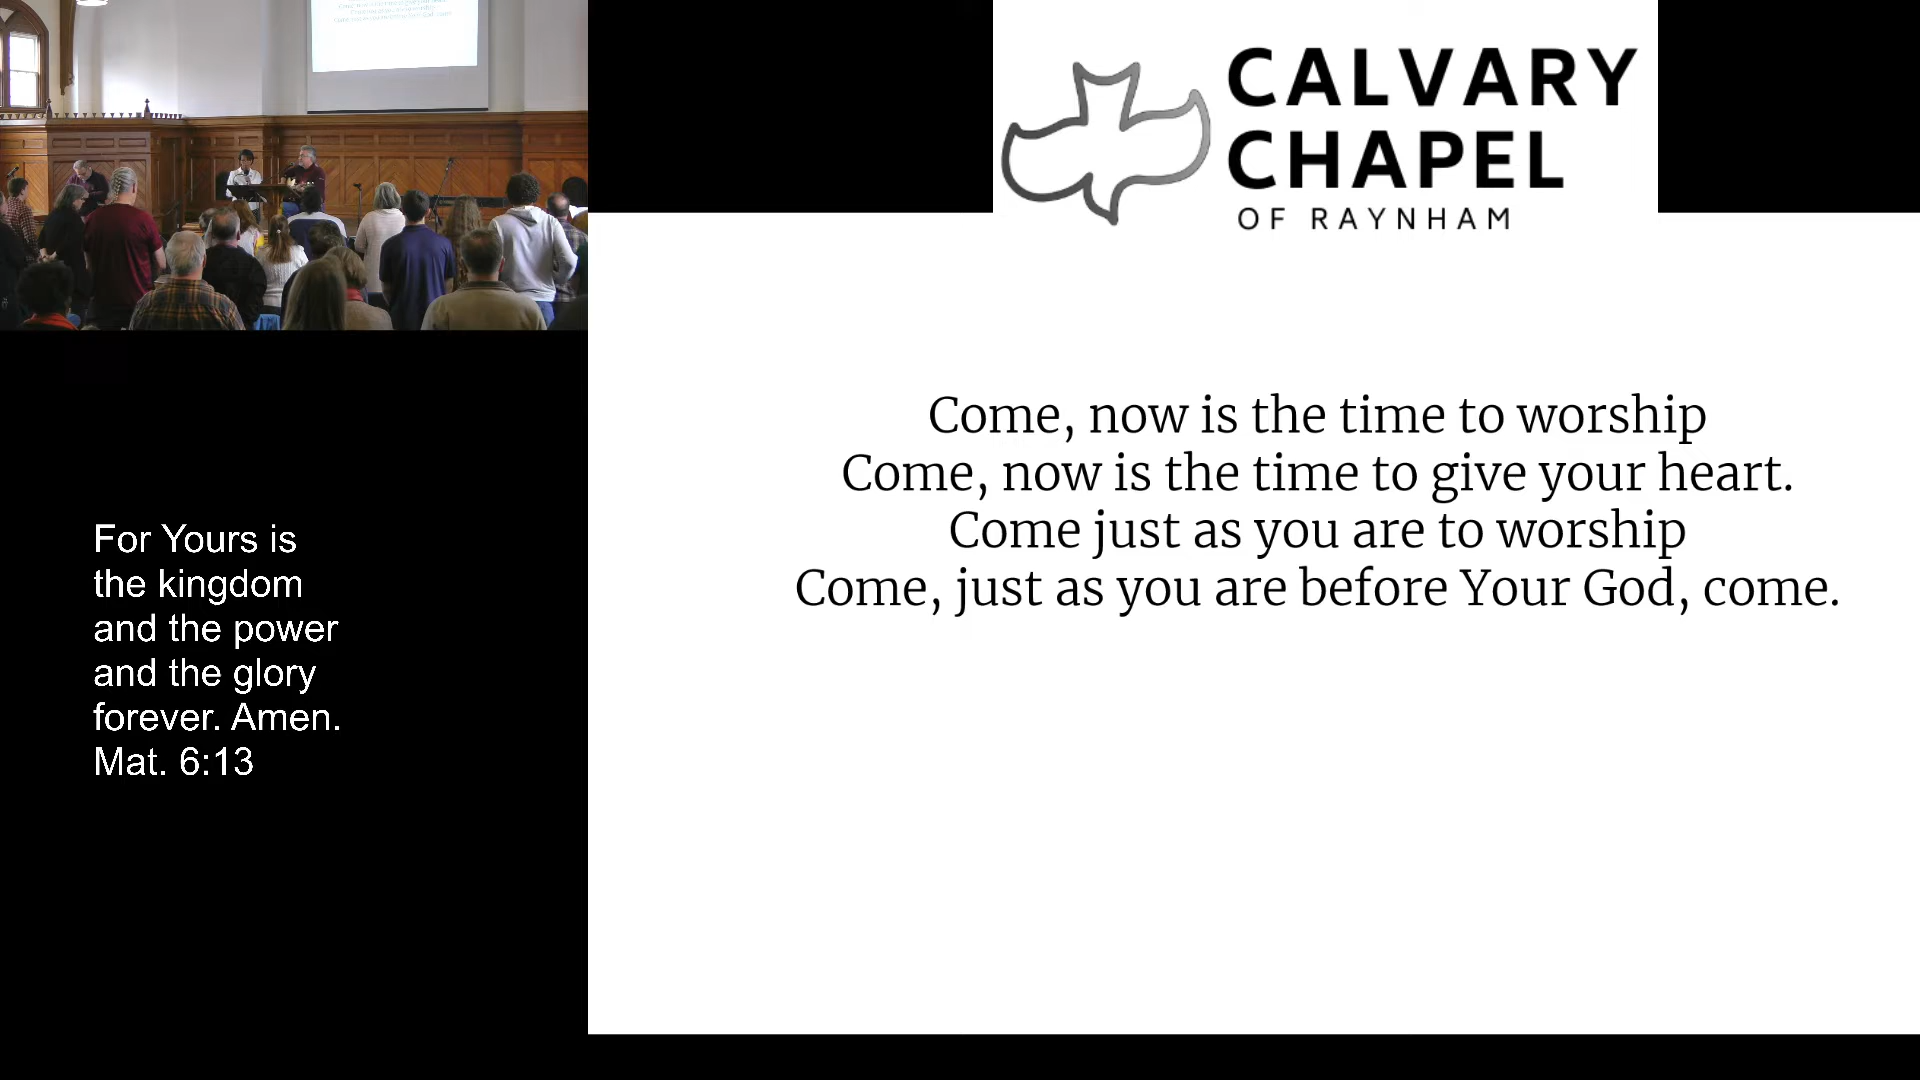 CALVARY
CHAPEL
OF RAYNHAM
Come, now is the time to worship
Come, now is the time to give your heart.
Come just as you are to worship
Come, just as you are before Your God, come.
For Yours is
the kingdom
and the power
and the glory
forever. Amen.
Mat. 6:13